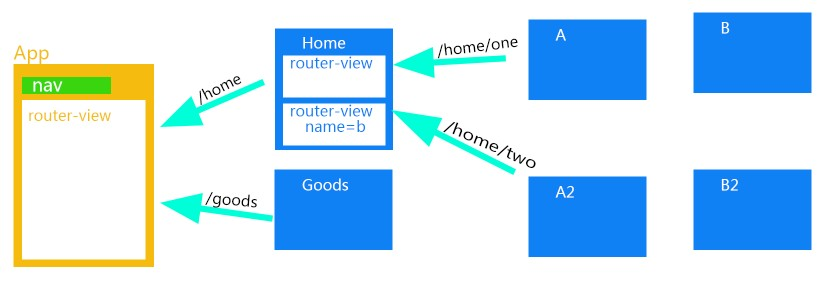 App
nav
router-view
/home
/goods
Home
router-view
router-view
name=b
Goods
/home/one
/home/two
A
B
A2
B2